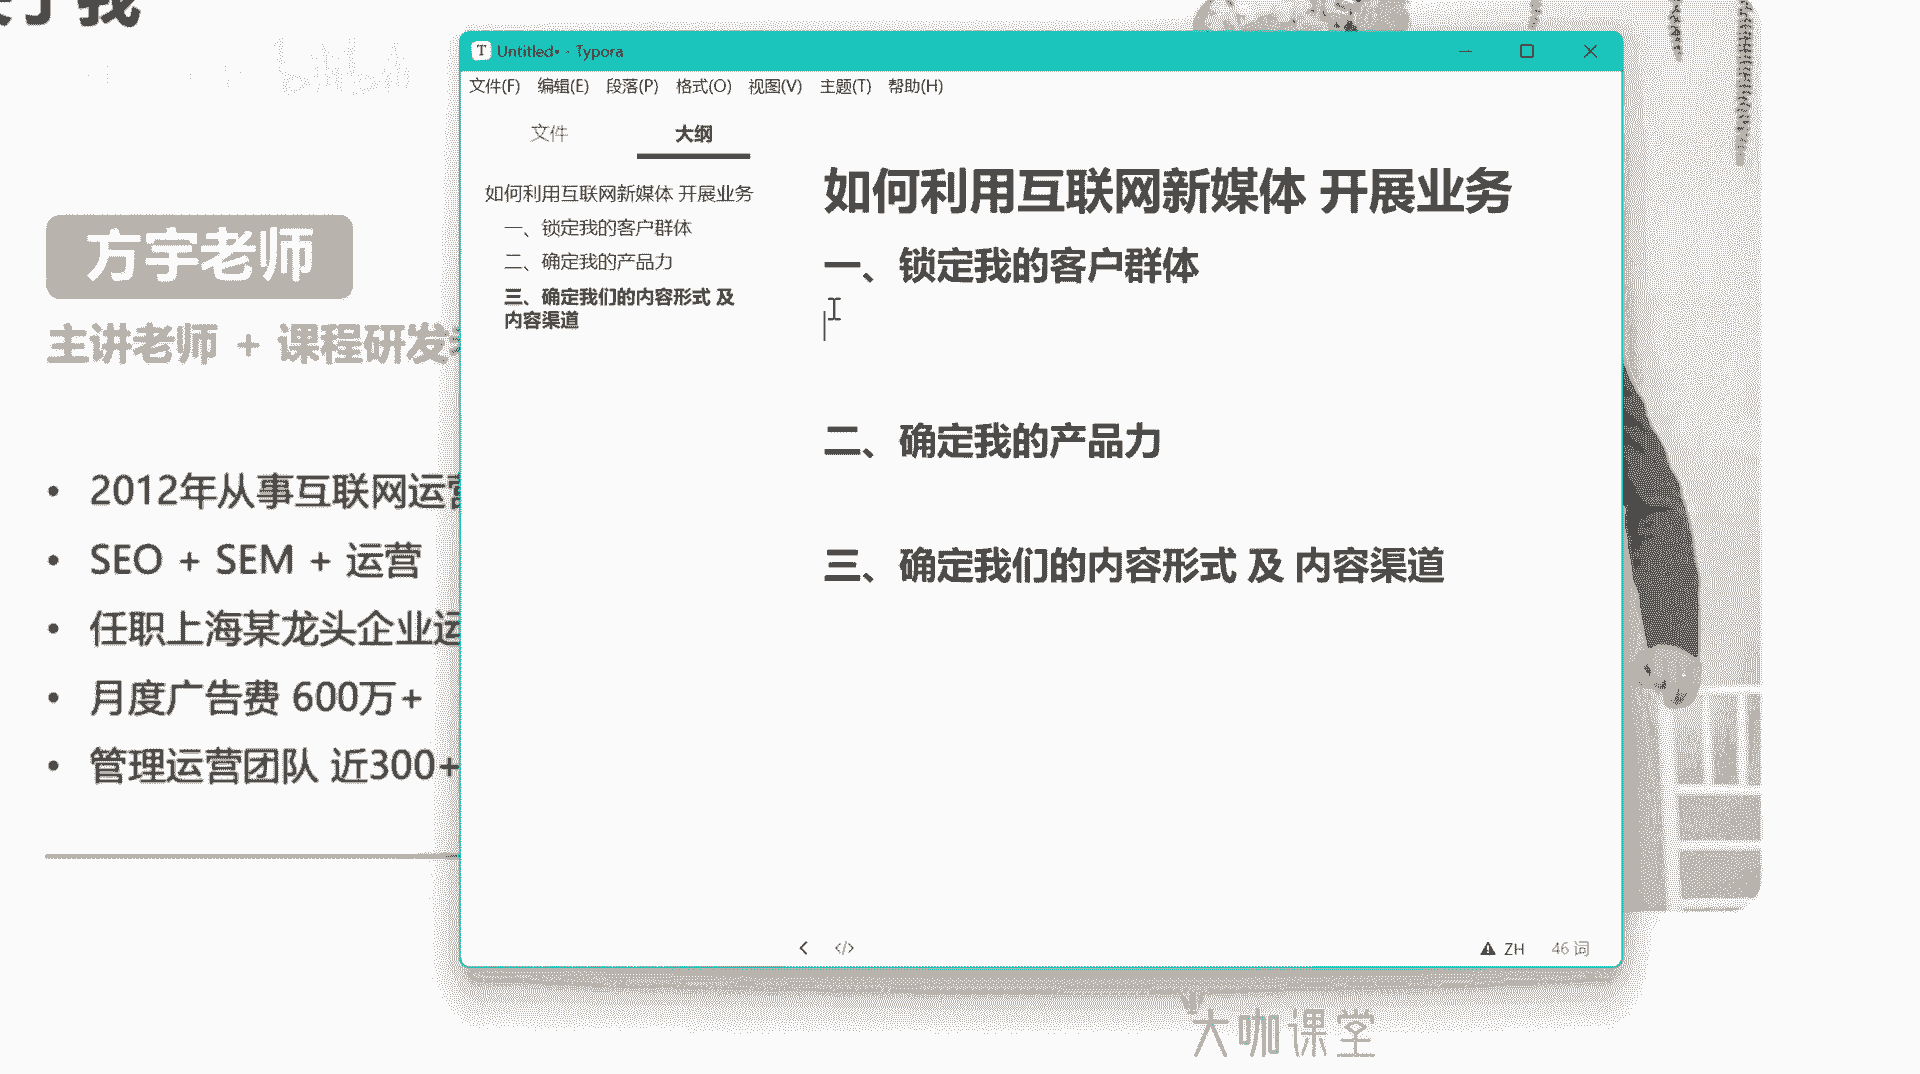 bilibili
方宇老师
主讲老师 + 课程研发
2012年从事互联网运营
SEO + SEM + 运营
任职上海某龙头企业运
月度广告费 600万+
管理运营团队 近300+
Untitled• - Typora
文件(F) 编辑(E) 段落(P) 格式(O) 视图(V) 主题(T) 帮助(H)
文件 大纲
如何利用互联网新媒体 开展业务
一、锁定我的客户群体
二、确定我的产品力
三、确定我们的内容形式 及
内容渠道
如何利用互联网新媒体 开展业务
一、锁定我的客户群体
二、确定我的产品力
三、确定我们的内容形式 及 内容渠道
</> ZH 46 词
大咖课堂